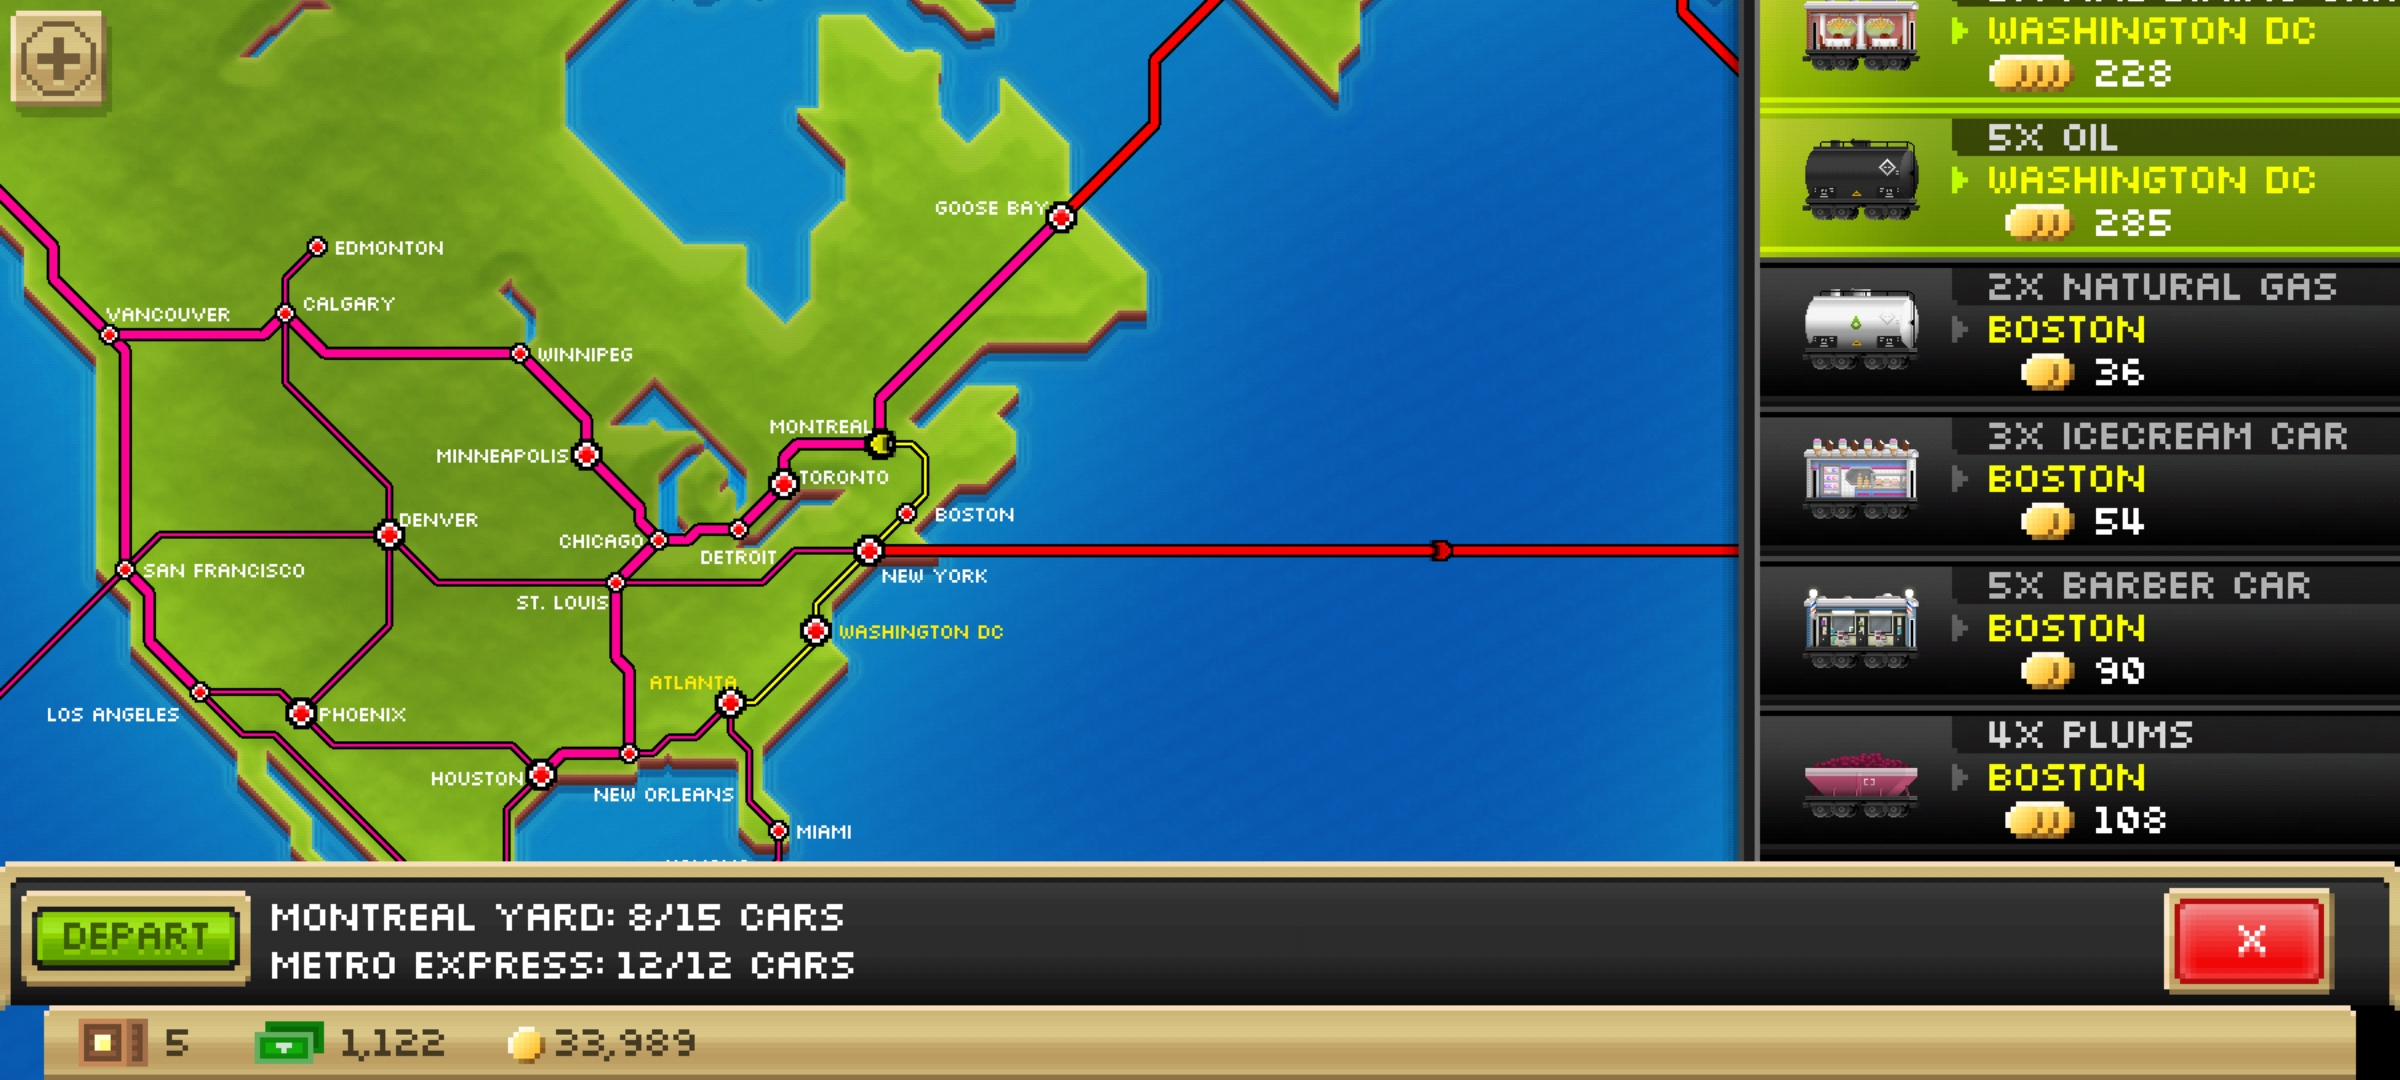 WASHINGTON DC
228
5X OIL
WASHINGTON DC
285
2X NATURAL GAS
BOSTON
36
3X ICECREAM CAR
BOSTON
54
5X BARBER CAR
BOSTON
90
4X PLUMS
BOSTON
108
GOOSE BAY
EDMONTON
CALGARY
VANCOUVER
WINNIPEG
MONTREAL
MINNEAPOLIS
TORONTO
BOSTON
DENVER
CHICAGO
DETROIT
SAN FRANCISCO
NEW YORK
ST. LOUIS
WASHINGTON DC
ATLANTA
LOS ANGELES
PHOENIX
HOUSTON
NEW ORLEANS
MIAMI
DEPART
MONTREAL YARD: 8/15 CARS
METRO EXPRESS: 12/12 CARS
X
5
1,122
33,989